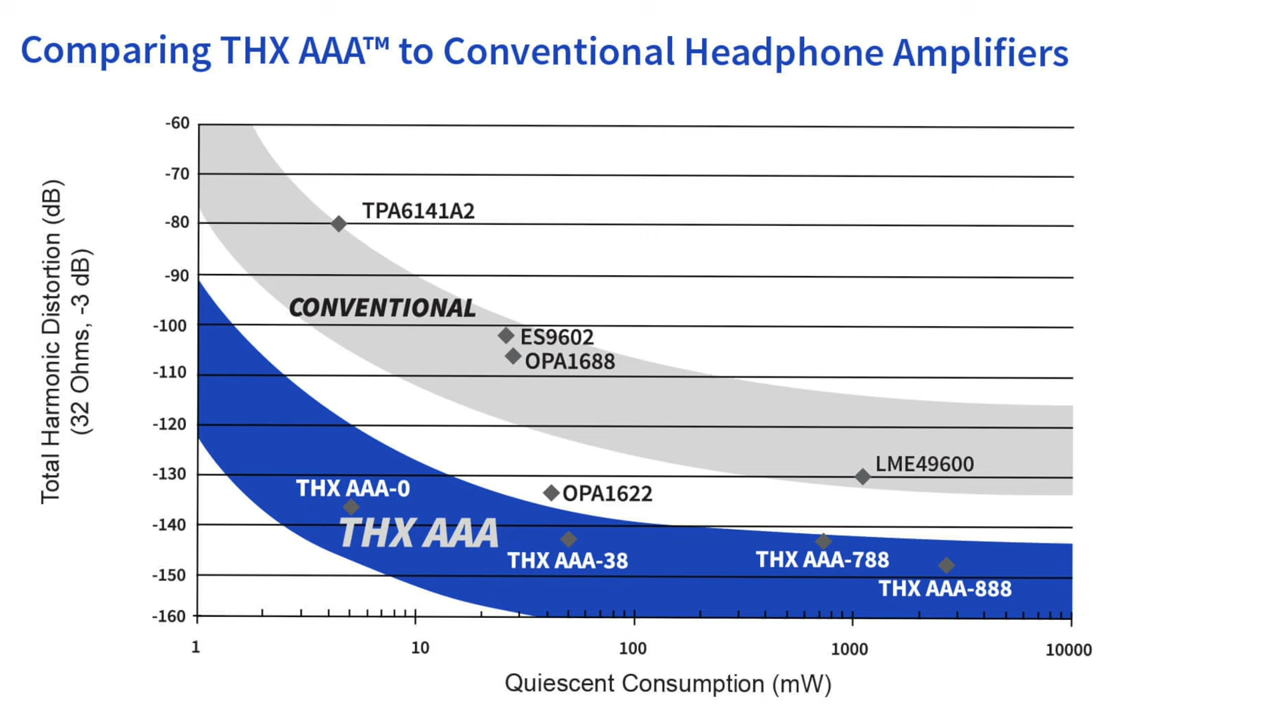 Comparing THX AAA™ to Conventional Headphone Amplifiers
Total Harmonic Distortion (dB)
(32 Ohms, -3 dB)
-60
-70
-80
-90
-100
-110
-120
-130
-140
-150
-160
TPA6141A2
CONVENTIONAL
ES9602
OPA1688
LME49600
THX AAA-0
OPA1622
THX AAA
THX AAA-38
THX AAA-788
THX AAA-888
1 10 100 1000 10000
Quiescent Consumption (mW)